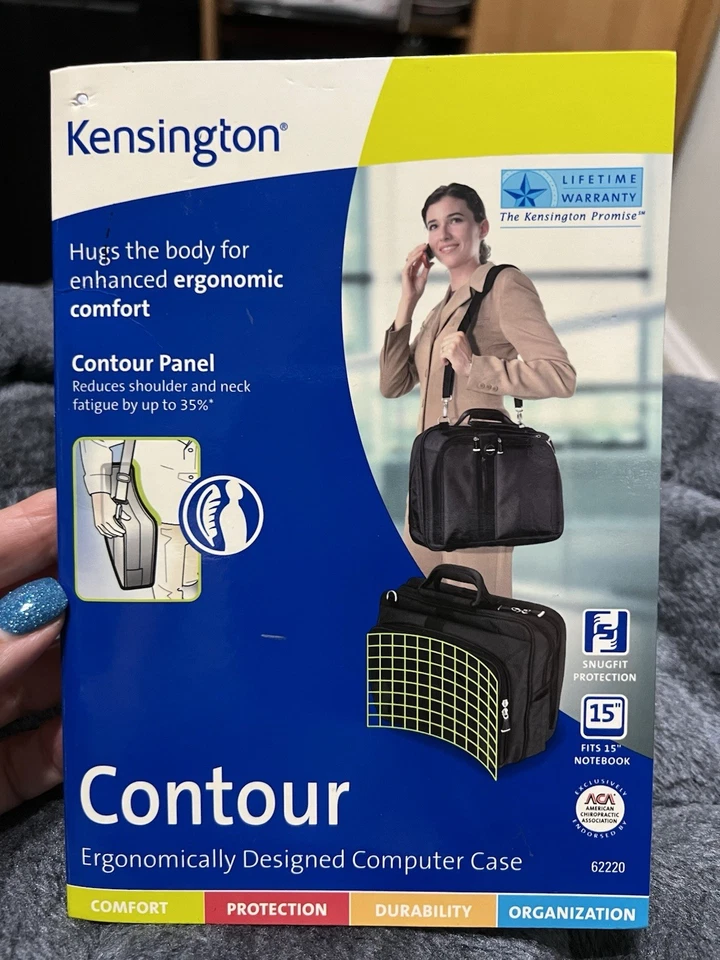 Kensington®
LIFETIME
WARRANTY
The Kensington Promise℠
Hugs the body for
enhanced ergonomic
comfort
Contour Panel
Reduces shoulder and neck
fatigue by up to 35%*
SNUGFIT
PROTECTION
15"
FITS 15"
NOTEBOOK
EXCLUSIVELY
ACA
AMERICAN
CHIROPRACTIC
ASSOCIATION
ENDORSED BY
Contour
Ergonomically Designed Computer Case
62220
COMFORT
PROTECTION
DURABILITY
ORGANIZATION